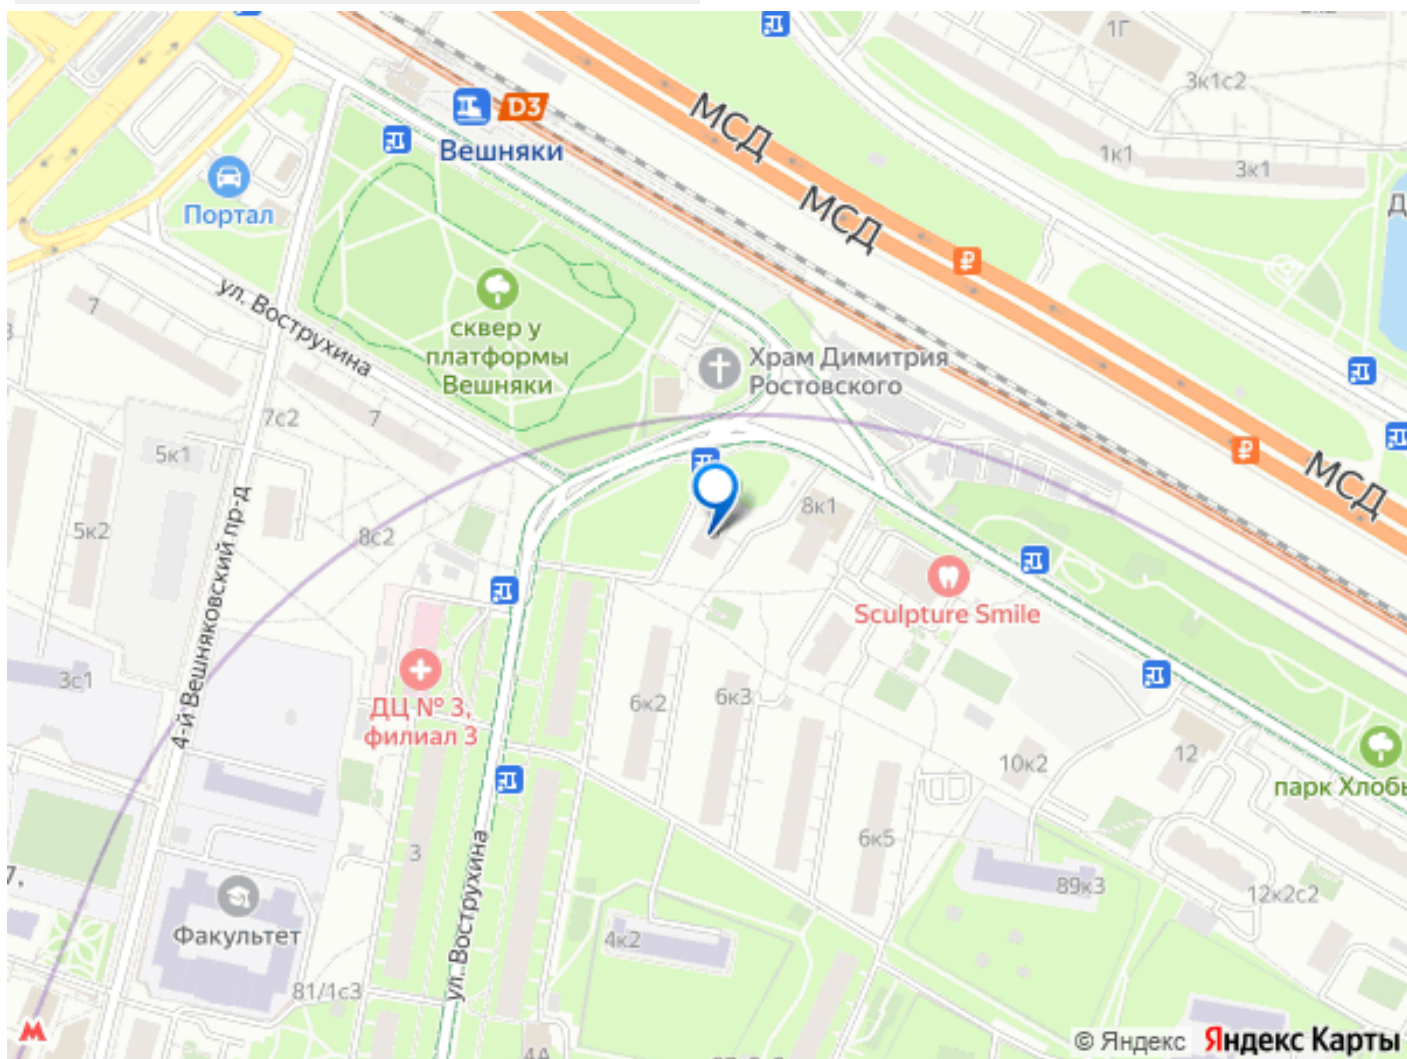 1Г
3к1с2
МСД
D3
Вешняки
1к1
3к1
МСД
Портал
₽
ул. Вострухина
7
сквер у
платформы
Вешняки
Храм Димитрия
Ростовского
7с2
7
5к1
₽
МСД
5к2
8с2
8к1
4-й Вешняковский пр-д
Sculpture Smile
3с1
ДЦ № 3,
филиал 3
6к2
6к3
10к2
12
парк Хлобы
3
6к5
89к3
12к2с2
Факультет
4к2
ул. Вострухина
81/1с3
4А
© Яндекс Яндекс Карты